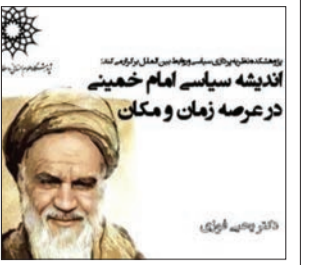 پژوهشکده نظریه‌پردازی سیاسی و روابط بین الملل برگزار می کند:
اندیشه سیاسی امام خمینی
در عرصه زمان و مکان
دکتر یحیی فوزی